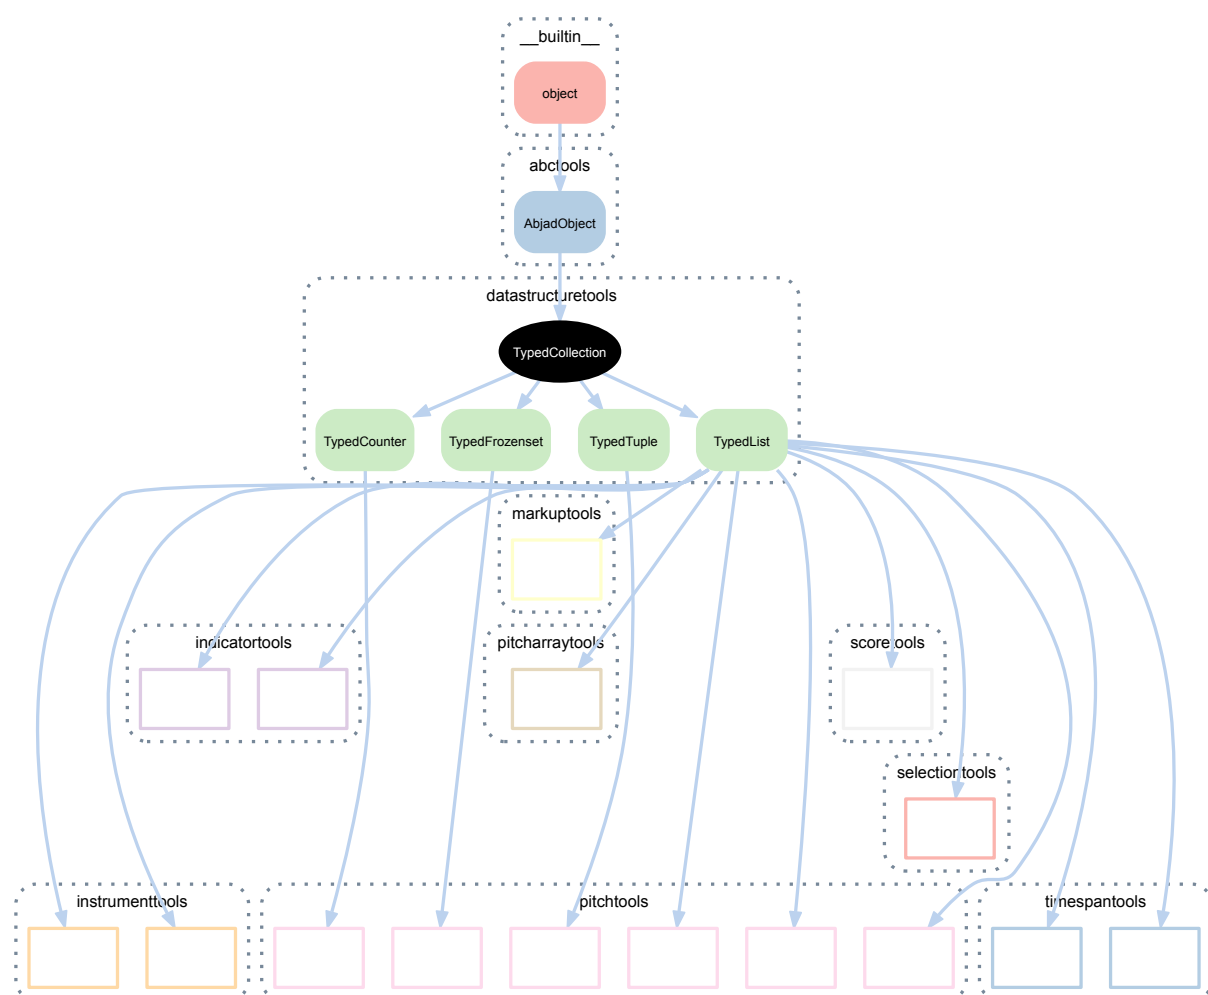 __builtin__
object
abctools
AbjadObject
datastructuretools
TypedCollection
TypedCounter
TypedFrozenset
TypedTuple
TypedList
markuptools
indicatortools
pitcharraytools
scoretools
selectiontools
instrumenttools
pitchtools
timespantools